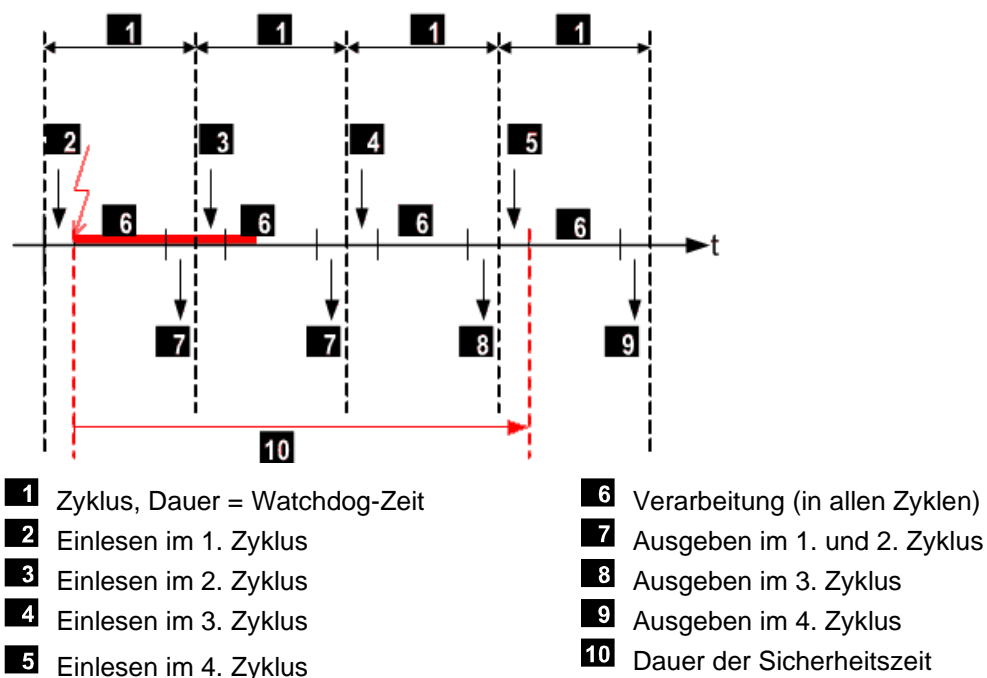 1 1 1 1
2 3 4 5
6 6 6 6
t
7 7 8 9
10
1 Zyklus, Dauer = Watchdog-Zeit
2 Einlesen im 1. Zyklus
3 Einlesen im 2. Zyklus
4 Einlesen im 3. Zyklus
5 Einlesen im 4. Zyklus
6 Verarbeitung (in allen Zyklen)
7 Ausgeben im 1. und 2. Zyklus
8 Ausgeben im 3. Zyklus
9 Ausgeben im 4. Zyklus
10 Dauer der Sicherheitszeit